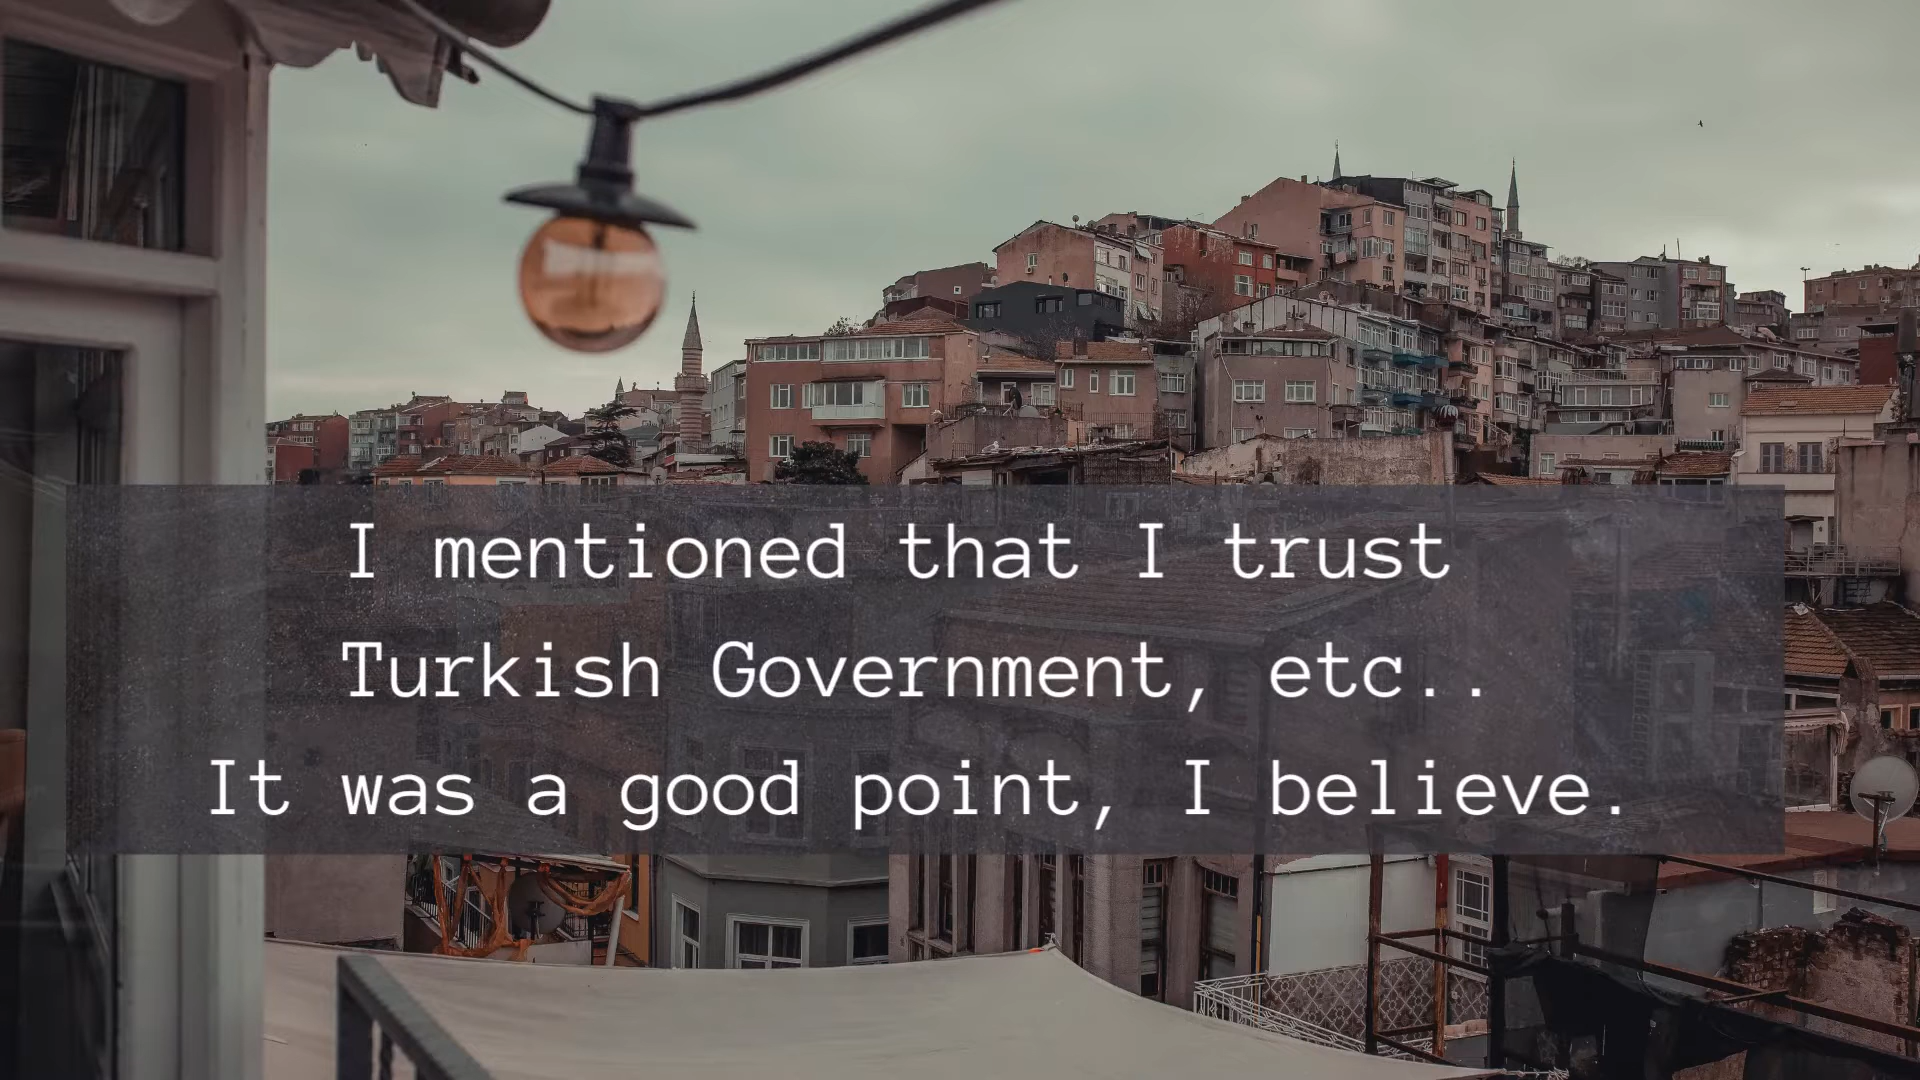 I mentioned that I trust
Turkish Government, etc..
It was a good point, I believe.